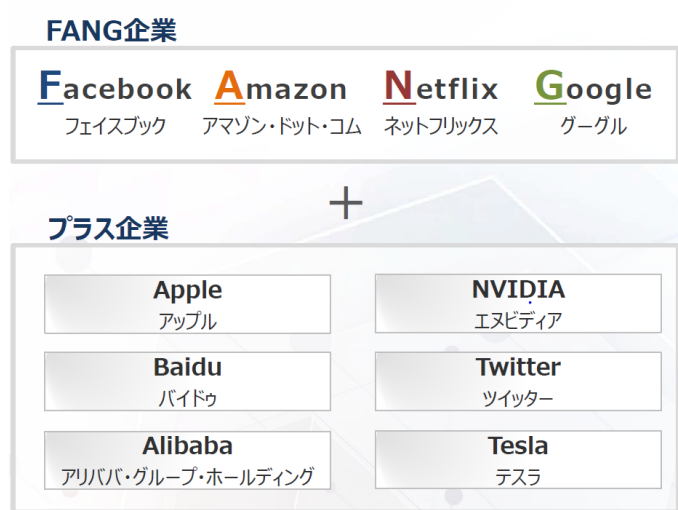 FANG企業
Facebook Amazon Netflix Google
フェイスブック アマゾン・ドット・コム ネットフリックス グーグル
+
プラス企業
Apple NVIDIA
アップル エヌビディア
Baidu Twitter
バイドゥ ツイッター
Alibaba Tesla
アリババ・グループ・ホールディング テスラ